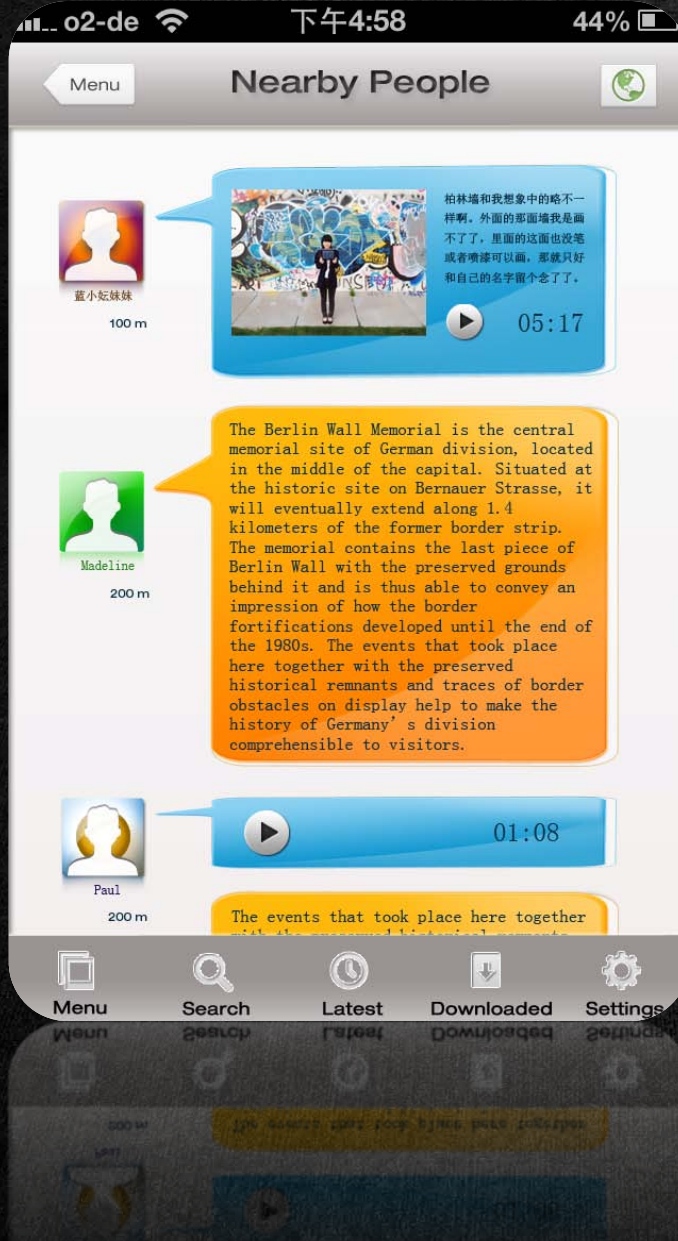 o2-de 下午4:58 44%
Menu Nearby People
柏林墙和我想象中的略不一
样啊。外面的那面墙我是画
不了了，里面的这面也没笔
或者喷漆可以画，那就只好
和自己的名字留个念了了。
蓝小妘妹妹
100 m
05:17
The Berlin Wall Memorial is the central
memorial site of German division, located
in the middle of the capital. Situated at
the historic site on Bernauer Strasse, it
will eventually extend along 1.4
kilometers of the former border strip.
The memorial contains the last piece of
Berlin Wall with the preserved grounds
behind it and is thus able to convey an
impression of how the border
fortifications developed until the end of
the 1980s. The events that took place
here together with the preserved
historical remnants and traces of border
obstacles on display help to make the
history of Germany's division
comprehensible to visitors.
Madeline
200 m
01:08
Paul
200 m
The events that took place here together
with the preserved historical remnants
Menu Search Latest Downloaded Settings